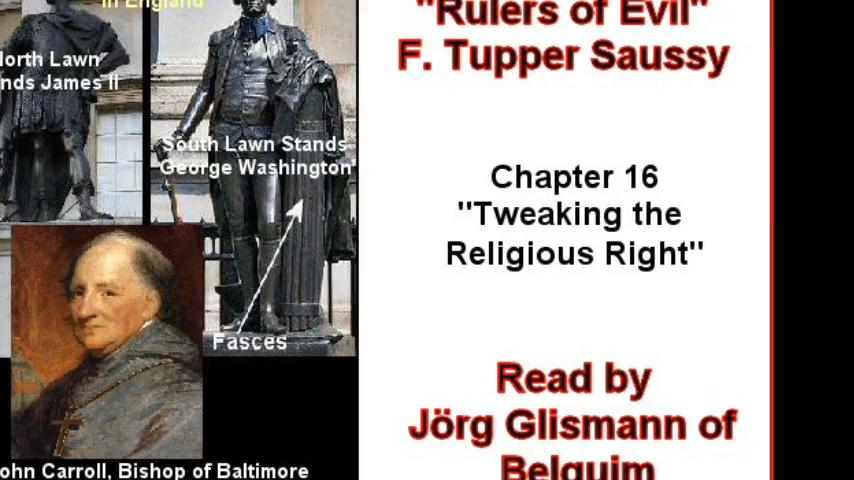 in England
North Lawn
nds James II
South Lawn Stands
George Washington
Fasces
ohn Carroll, Bishop of Baltimore
"Rulers of Evil"
F. Tupper Saussy
Chapter 16
"Tweaking the
Religious Right"
Read by
Jörg Glismann of
Belguim